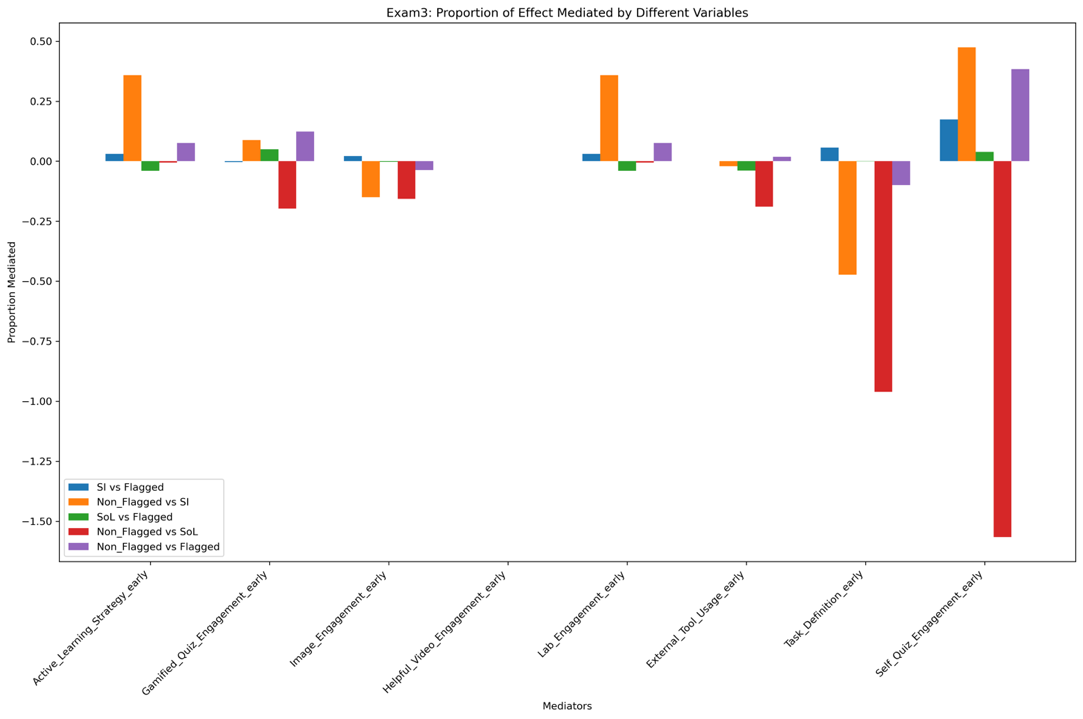 Exam3: Proportion of Effect Mediated by Different Variables
Proportion Mediated
0.50
0.25
0.00
−0.25
−0.50
−0.75
−1.00
−1.25
−1.50
SI vs Flagged
Non_Flagged vs SI
SoL vs Flagged
Non_Flagged vs SoL
Non_Flagged vs Flagged
Active_Learning_Strategy_early
Gamified_Quiz_Engagement_early
Image_Engagement_early
Helpful_Video_Engagement_early
Lab_Engagement_early
External_Tool_Usage_early
Task_Definition_early
Self_Quiz_Engagement_early
Mediators